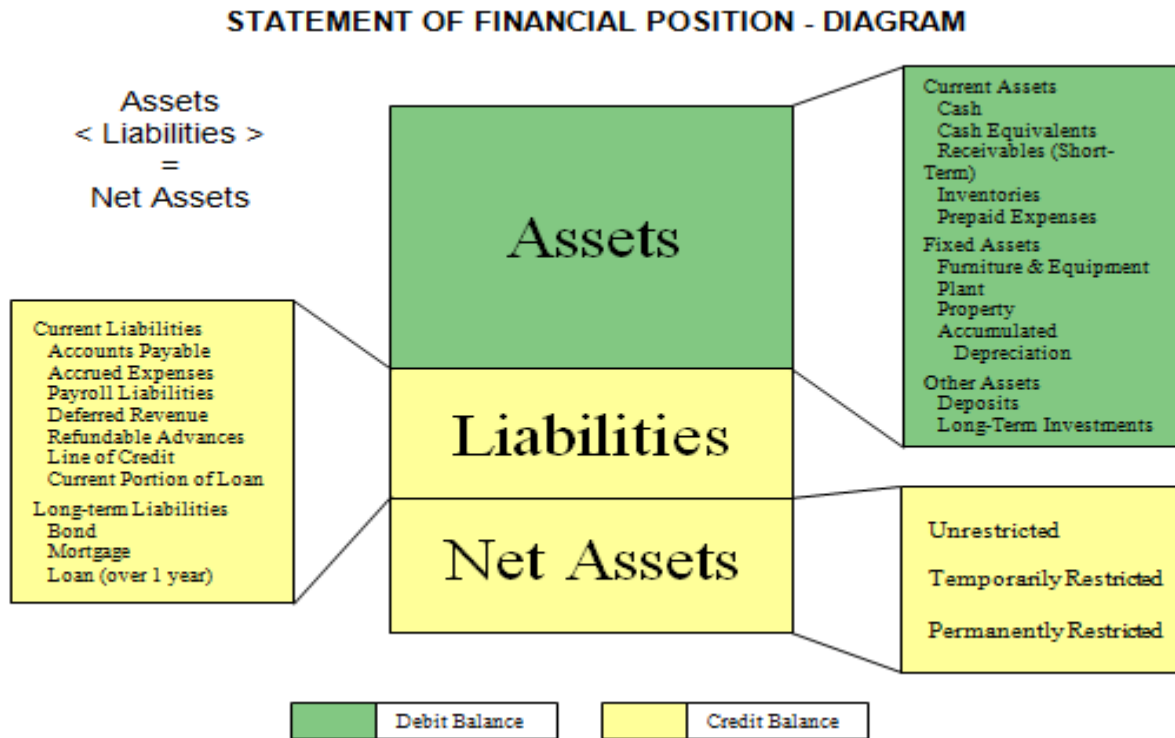 STATEMENT OF FINANCIAL POSITION - DIAGRAM
Assets
< Liabilities >
=
Net Assets
Assets
Liabilities
Net Assets
Current Assets
Cash
Cash Equivalents
Receivables (Short-
Term)
Inventories
Prepaid Expenses
Fixed Assets
Furniture & Equipment
Plant
Property
Accumulated
Depreciation
Other Assets
Deposits
Long-Term Investments
Current Liabilities
Accounts Payable
Accrued Expenses
Payroll Liabilities
Deferred Revenue
Refundable Advances
Line of Credit
Current Portion of Loan
Long-term Liabilities
Bond
Mortgage
Loan (over 1 year)
Unrestricted
Temporarily Restricted
Permanently Restricted
Debit Balance
Credit Balance